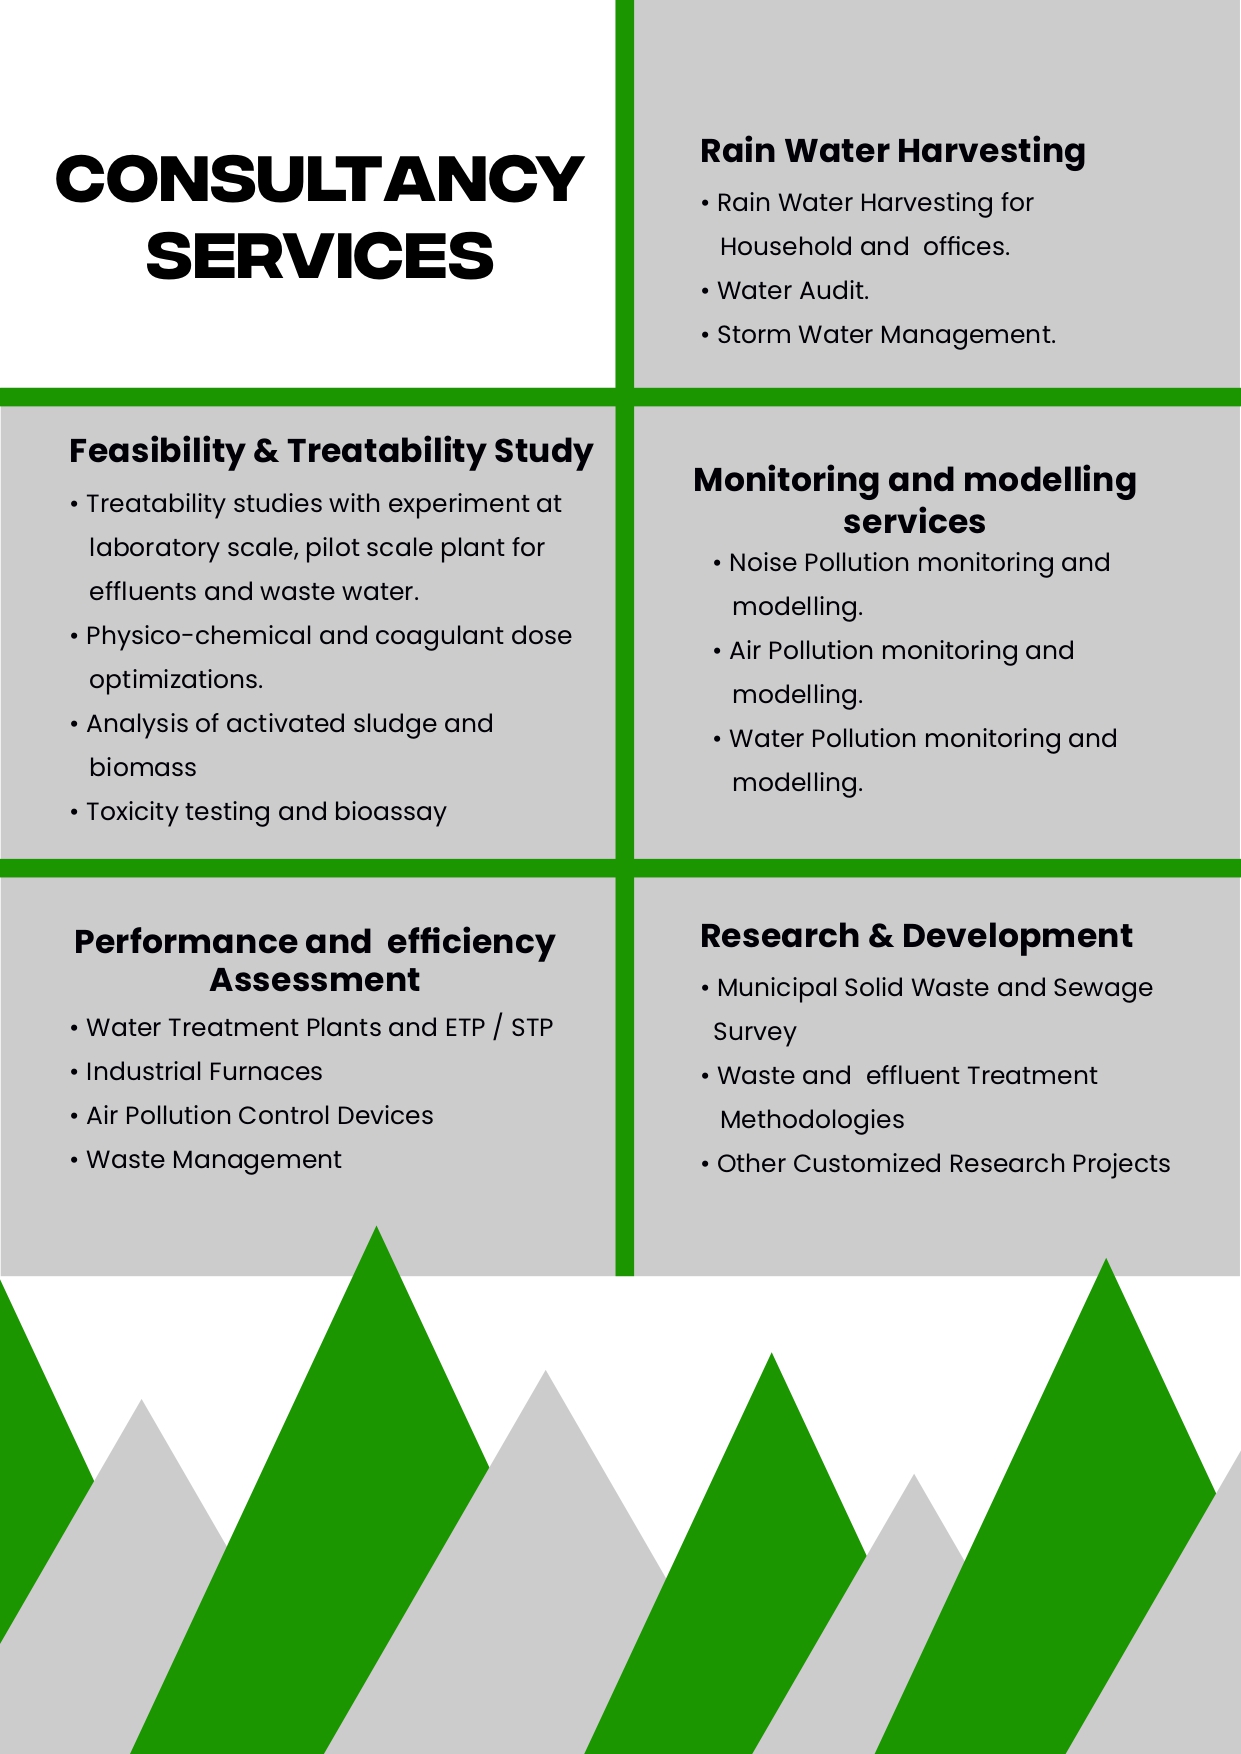 CONSULTANCY
SERVICES
Rain Water Harvesting
• Rain Water Harvesting for
Household and  offices.
• Water Audit.
• Storm Water Management.
Feasibility & Treatability Study
• Treatability studies with experiment at
laboratory scale, pilot scale plant for
effluents and waste water.
• Physico-chemical and coagulant dose
optimizations.
• Analysis of activated sludge and
biomass
• Toxicity testing and bioassay
Monitoring and modelling
services
• Noise Pollution monitoring and
modelling.
• Air Pollution monitoring and
modelling.
• Water Pollution monitoring and
modelling.
Performance and  efficiency
Assessment
• Water Treatment Plants and ETP / STP
• Industrial Furnaces
• Air Pollution Control Devices
• Waste Management
Research & Development
• Municipal Solid Waste and Sewage
Survey
• Waste and  effluent Treatment
Methodologies
• Other Customized Research Projects